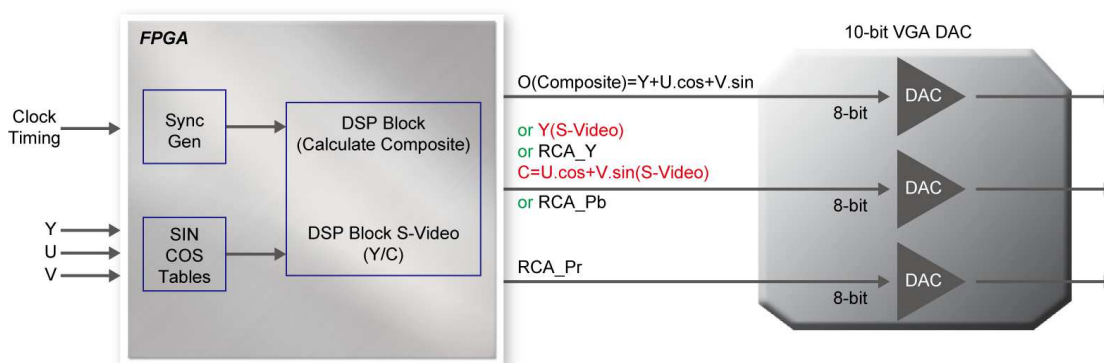 FPGA
10-bit VGA DAC
Clock
Timing
Sync
Gen
DSP Block
(Calculate Composite)
O(Composite)=Y+U.cos+V.sin
8-bit
DAC
or Y(S-Video)
or RCA_Y
C=U.cos+V.sin(S-Video)
or RCA_Pb
8-bit
DAC
Y
U
V
SIN
COS
Tables
DSP Block S-Video
(Y/C)
RCA_Pr
8-bit
DAC